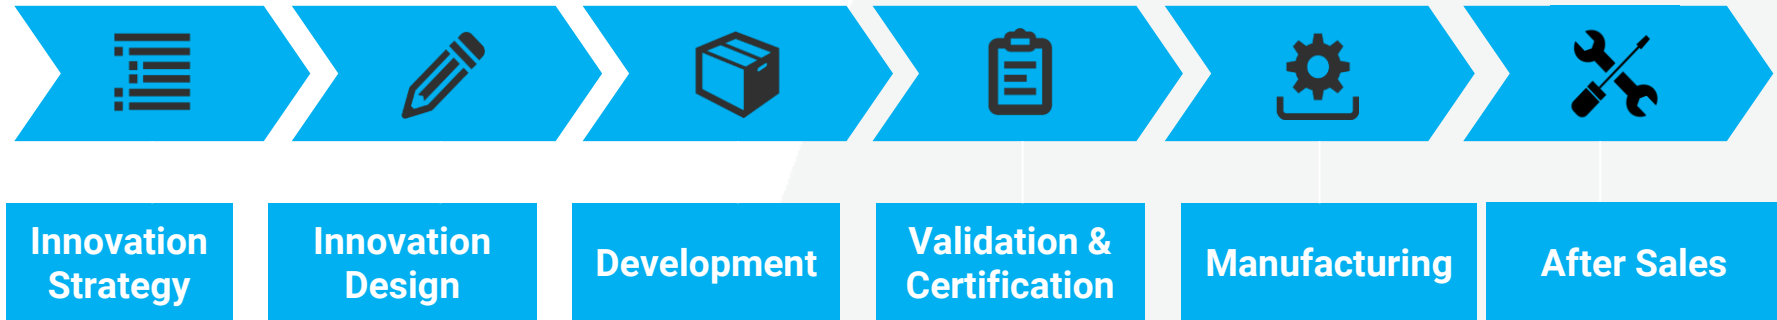 Innovation
Strategy
Innovation
Design
Development
Validation &
Certification
Manufacturing
After Sales